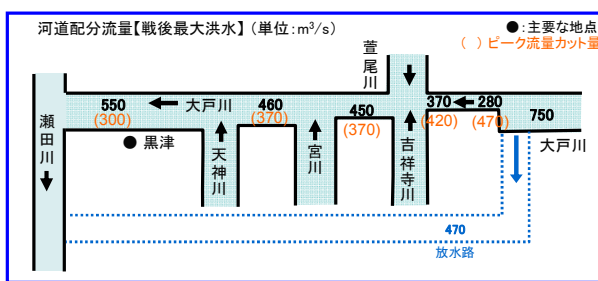 河道配分流量【戦後最大洪水】（単位：m³/s）
●：主要な地点
（ ）ピーク流量カット量
萱尾川
瀬田川
550
(300)
大戸川
460
(370)
450
(370)
370
(420)
280
(470)
750
大戸川
● 黒津
天神川
宮川
吉祥寺川
470
放水路